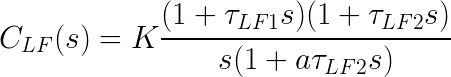 C_{LF}(s) = K\frac{(1 + \tau_{LF1}s)(1 + \tau_{LF2}s)}{s(1 + a\tau_{LF2}s)}